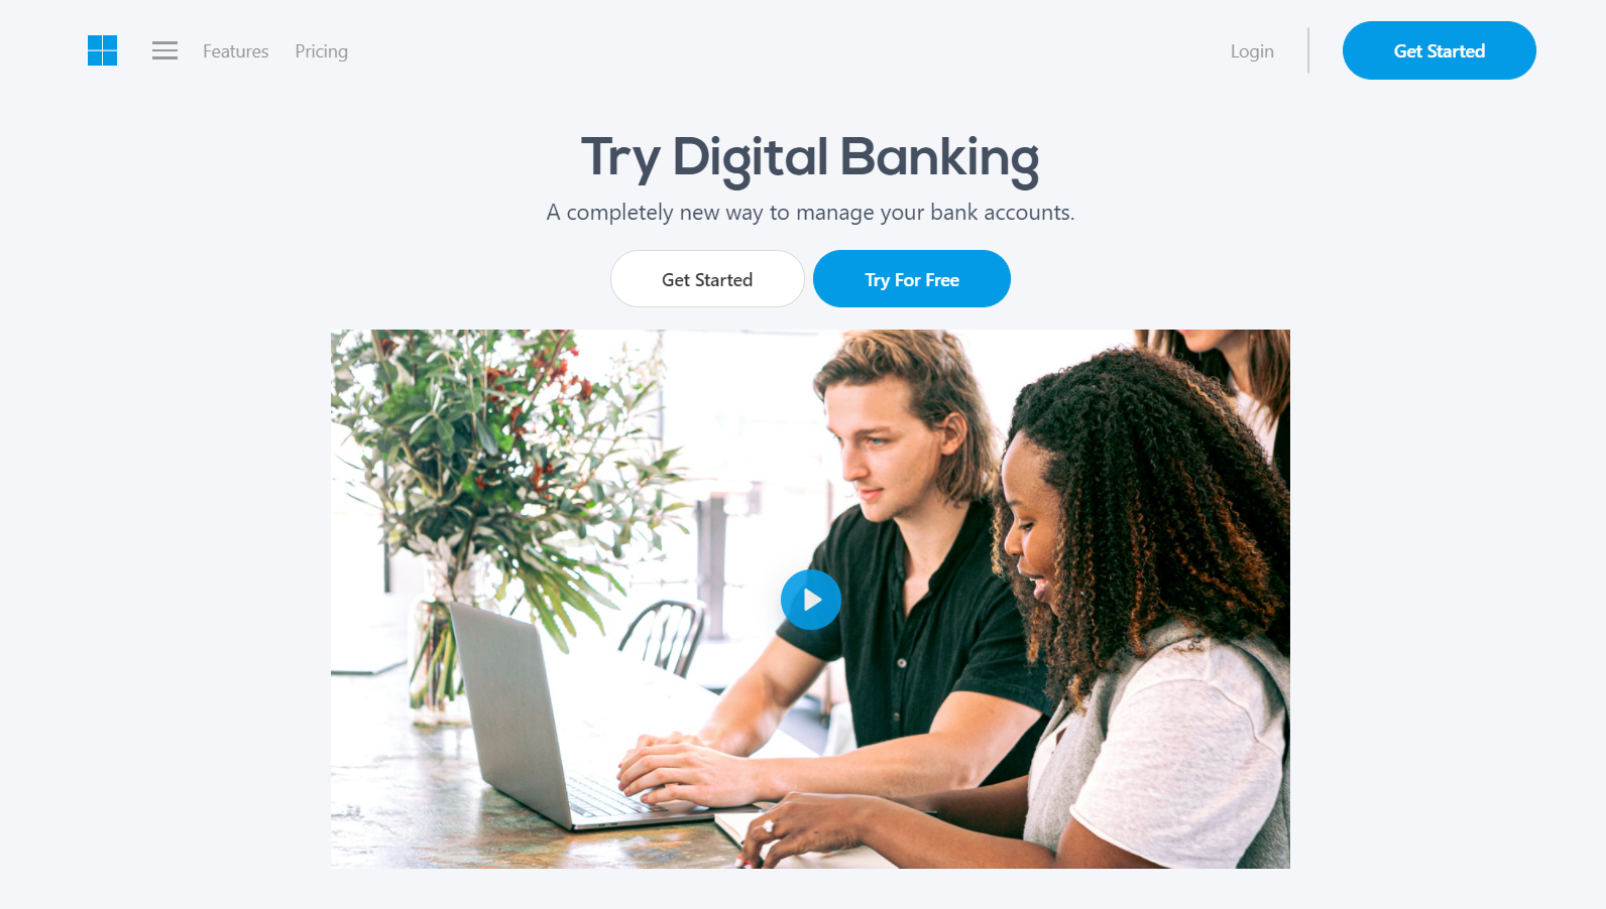 Features Pricing Login Get Started
Try Digital Banking
A completely new way to manage your bank accounts.
Get Started Try For Free